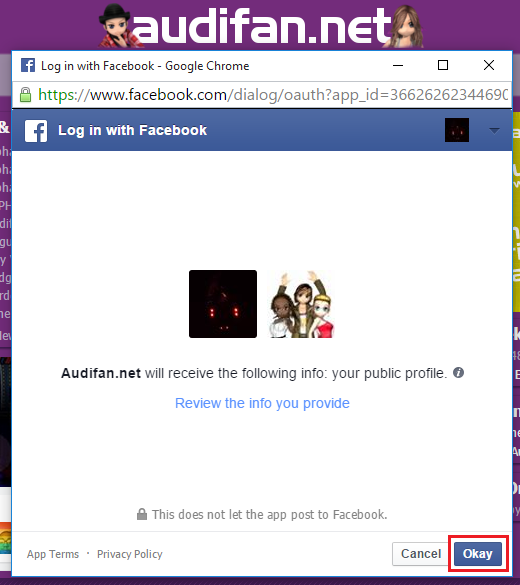 audifan.net
Log in with Facebook - Google Chrome
https://www.facebook.com/dialog/oauth?app_id=36626262344690
Log in with Facebook
Audifan.net will receive the following info: your public profile.
Review the info you provide
This does not let the app post to Facebook.
App Terms · Privacy Policy
Cancel Okay